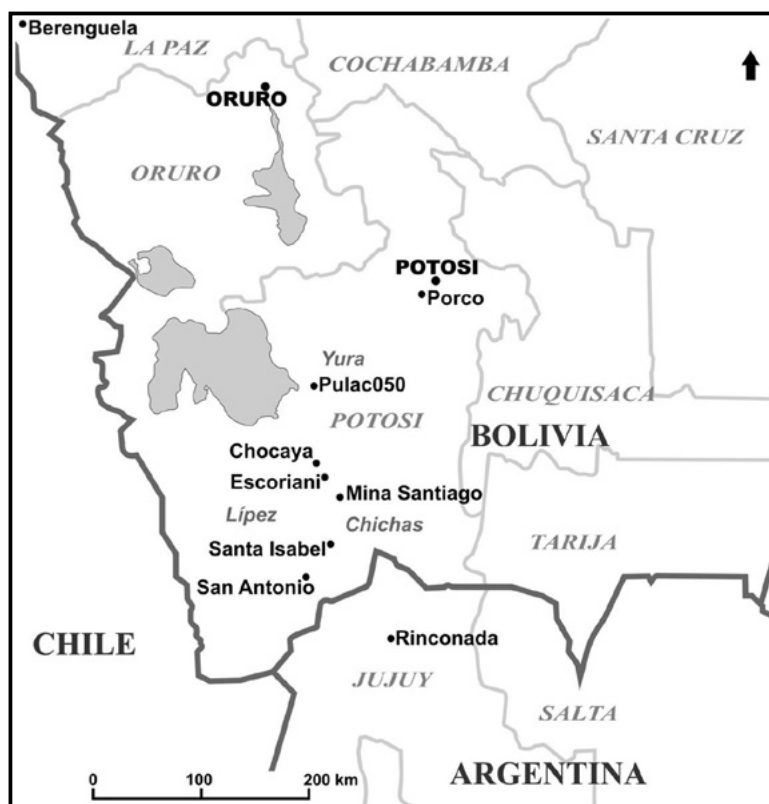 Berenguela
LA PAZ
COCHABAMBA
ORURO
SANTA CRUZ
ORURO
POTOSI
Porco
Yura
Pulac050
CHUQUISACA
POTOSI
BOLIVIA
Chocaya
Escoriani
Mina Santiago
Lípez
Chichas
Santa Isabel
TARIJA
San Antonio
CHILE
Rinconada
JUJUY
SALTA
ARGENTINA
0 100 200 km